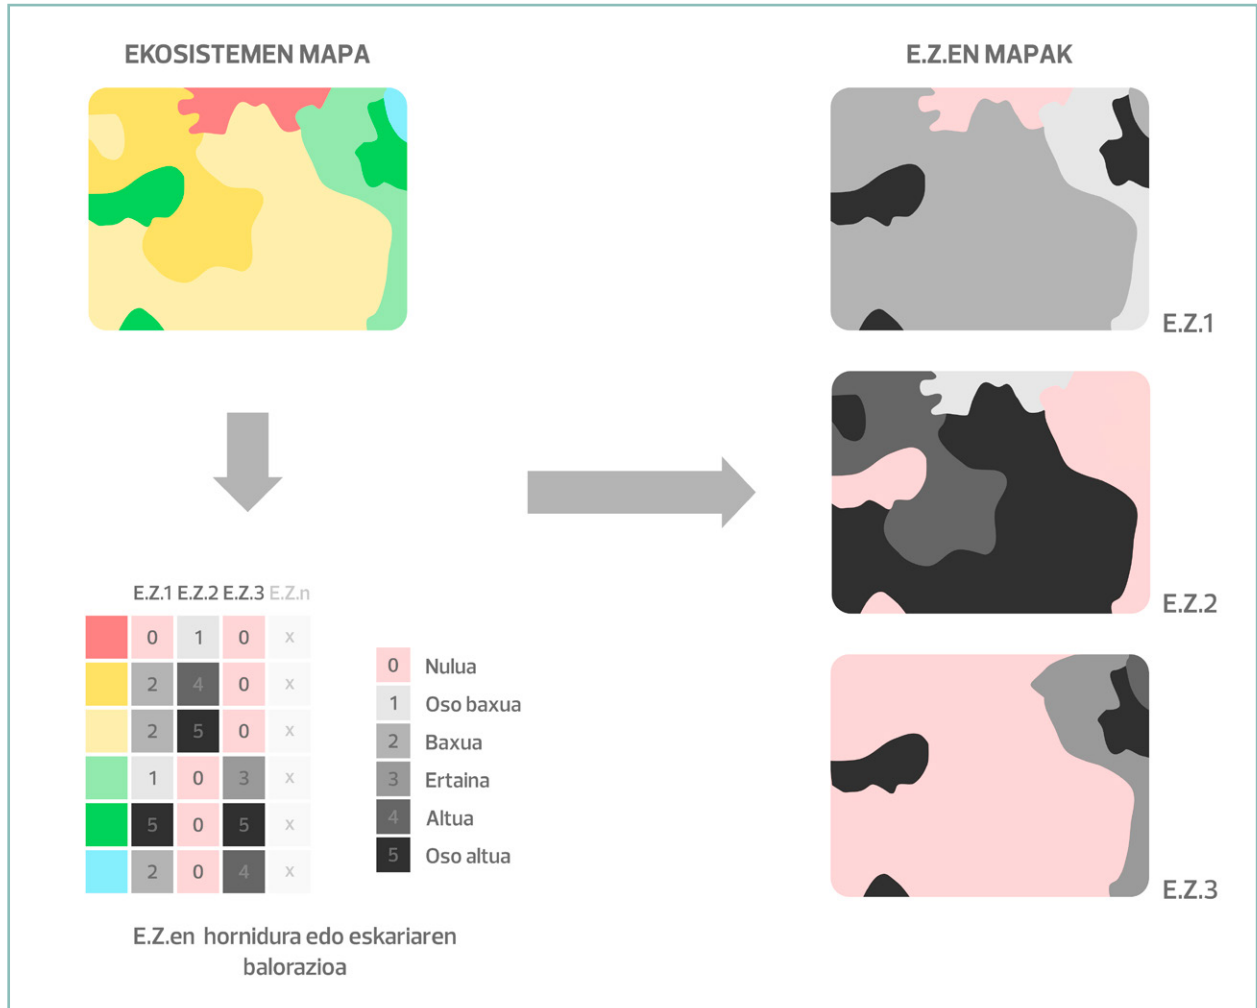 EKOSISTEMEN MAPA
E.Z.EN MAPAK
E.Z.1
E.Z.2
E.Z.3
E.Z.1 E.Z.2 E.Z.3 E.Z.n
0 1 0 x
2 4 0 x
2 5 0 x
1 0 3 x
5 0 5 x
2 0 4 x
0 Nulua
1 Oso baxua
2 Baxua
3 Ertaina
4 Altua
5 Oso altua
E.Z.en hornidura edo eskariaren
balorazioa